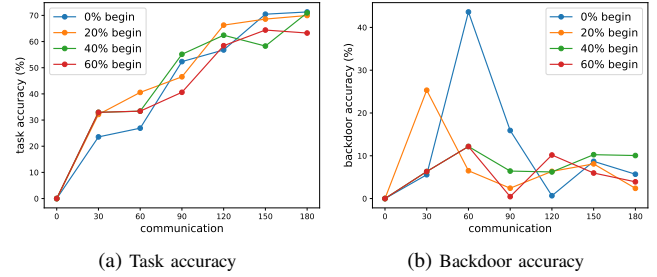 0% begin
20% begin
40% begin
60% begin
70
60
50
40
30
20
10
0
task accuracy (%)
0 30 60 90 120 150 180
communication
(a) Task accuracy
0% begin
20% begin
40% begin
60% begin
40
30
20
10
0
backdoor accuracy (%)
0 30 60 90 120 150 180
communication
(b) Backdoor accuracy